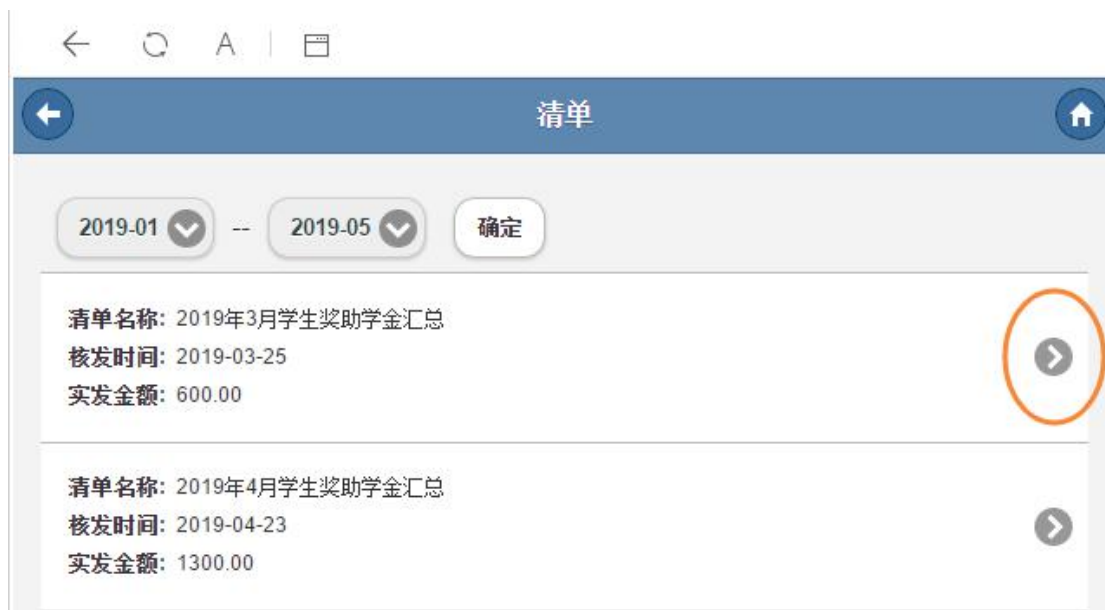 A
清单
2019-01 -- 2019-05 确定
清单名称: 2019年3月学生奖助学金汇总
核发时间: 2019-03-25
实发金额: 600.00
清单名称: 2019年4月学生奖助学金汇总
核发时间: 2019-04-23
实发金额: 1300.00